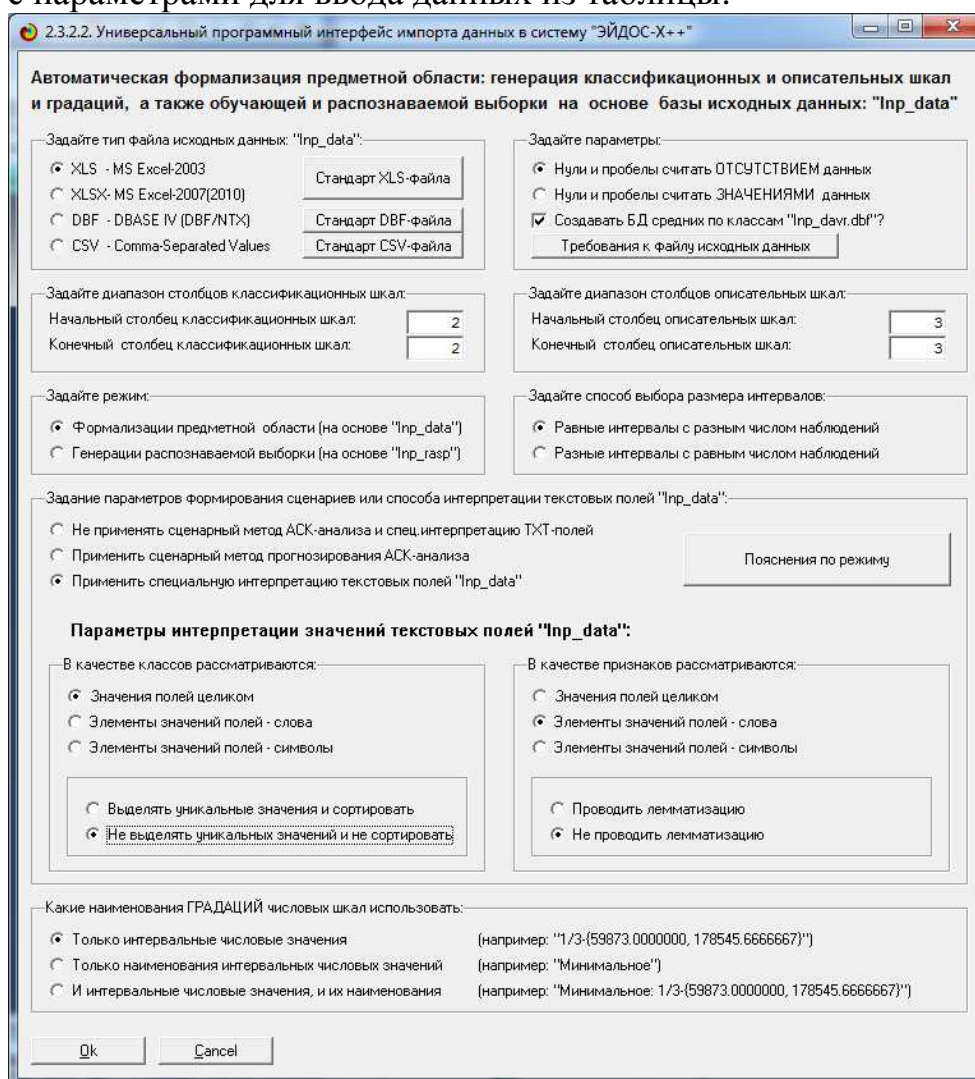 с параметрами для ввода данных из таблицы:
2.3.2.2. Универсальный программный интерфейс импорта данных в систему "ЭЙДОС-X++"
Автоматическая формализация предметной области: генерация классификационных и описательных шкал
и градаций, а также обучающей и распознаваемой выборки на основе базы исходных данных: "Inp_data"
Задайте тип файла исходных данных: "Inp_data":
XLS - MS Excel-2003
XLSX- MS Excel-2007(2010)
DBF - DBASE IV (DBF/NTX)
CSV - Comma-Separated Values
Стандарт XLS-файла
Стандарт DBF-файла
Стандарт CSV-файла
Задайте параметры:
Нули и пробелы считать ОТСУТСТВИЕМ данных
Нули и пробелы считать ЗНАЧЕНИЯМИ данных
Создавать БД средних по классам "Inp_davr.dbf"?
Требования к файлу исходных данных
Задайте диапазон столбцов классификационных шкал:
Начальный столбец классификационных шкал: 2
Конечный столбец классификационных шкал: 2
Задайте диапазон столбцов описательных шкал:
Начальный столбец описательных шкал: 3
Конечный столбец описательных шкал: 3
Задайте режим:
Формализации предметной области (на основе "Inp_data")
Генерации распознаваемой выборки (на основе "Inp_rasp")
Задайте способ выбора размера интервалов:
Равные интервалы с разным числом наблюдений
Разные интервалы с равным числом наблюдений
Задание параметров формирования сценариев или способа интерпретации текстовых полей "Inp_data":
Не применять сценарный метод АСК-анализа и спец.интерпретацию TXT-полей
Применить сценарный метод прогнозирования АСК-анализа
Применить специальную интерпретацию текстовых полей "Inp_data"
Пояснения по режиму
Параметры интерпретации значений текстовых полей "Inp_data":
В качестве классов рассматриваются:
Значения полей целиком
Элементы значений полей - слова
Элементы значений полей - символы
Выделять уникальные значения и сортировать
Не выделять уникальных значений и не сортировать
В качестве признаков рассматриваются:
Значения полей целиком
Элементы значений полей - слова
Элементы значений полей - символы
Проводить лемматизацию
Не проводить лемматизацию
Какие наименования ГРАДАЦИЙ числовых шкал использовать:
Только интервальные числовые значения (например: "1/3-{59873.0000000, 178545.6666667}")
Только наименования интервальных числовых значений (например: "Минимальное")
И интервальные числовые значения, и их наименования (например: "Минимальное: 1/3-{59873.0000000, 178545.6666667}")
Ok Cancel